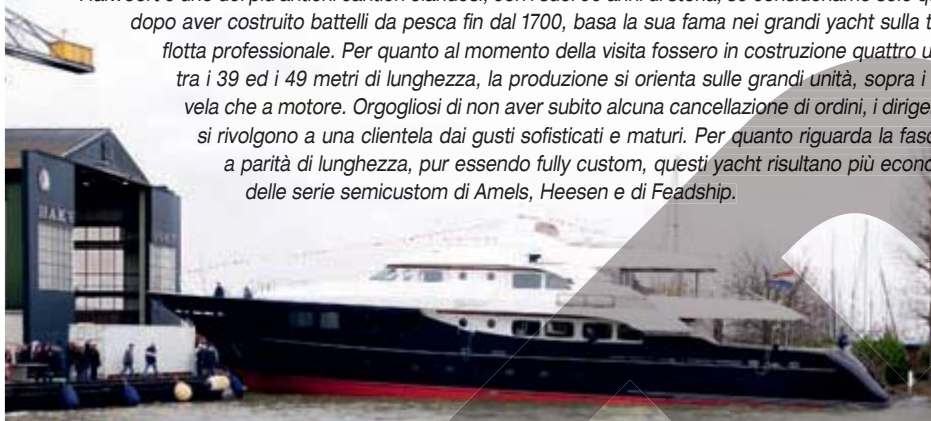 dopo aver costruito battelli da pesca fin dal 1700, basa la sua fama nei grandi yacht sulla
flotta professionale. Per quanto al momento della visita fossero in costruzione quattro
tra i 39 ed i 49 metri di lunghezza, la produzione si orienta sulle grandi unità, sopra i
vela che a motore. Orgogliosi di non aver subito alcuna cancellazione di ordini, i
si rivolgono a una clientela dai gusti sofisticati e maturi. Per quanto riguarda la
a parità di lunghezza, pur essendo fully custom, questi yacht risultano più
delle serie semicustom di Amels, Heesen e di Feadship.
HAK